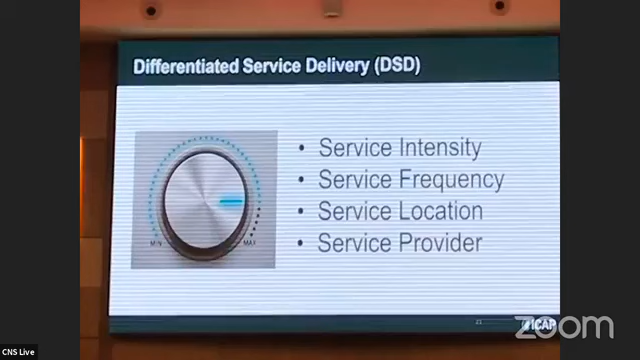 Differentiated Service Delivery (DSD)
• Service Intensity
• Service Frequency
• Service Location
• Service Provider
MIN
MAX
ICAP
zoom
CNS Live